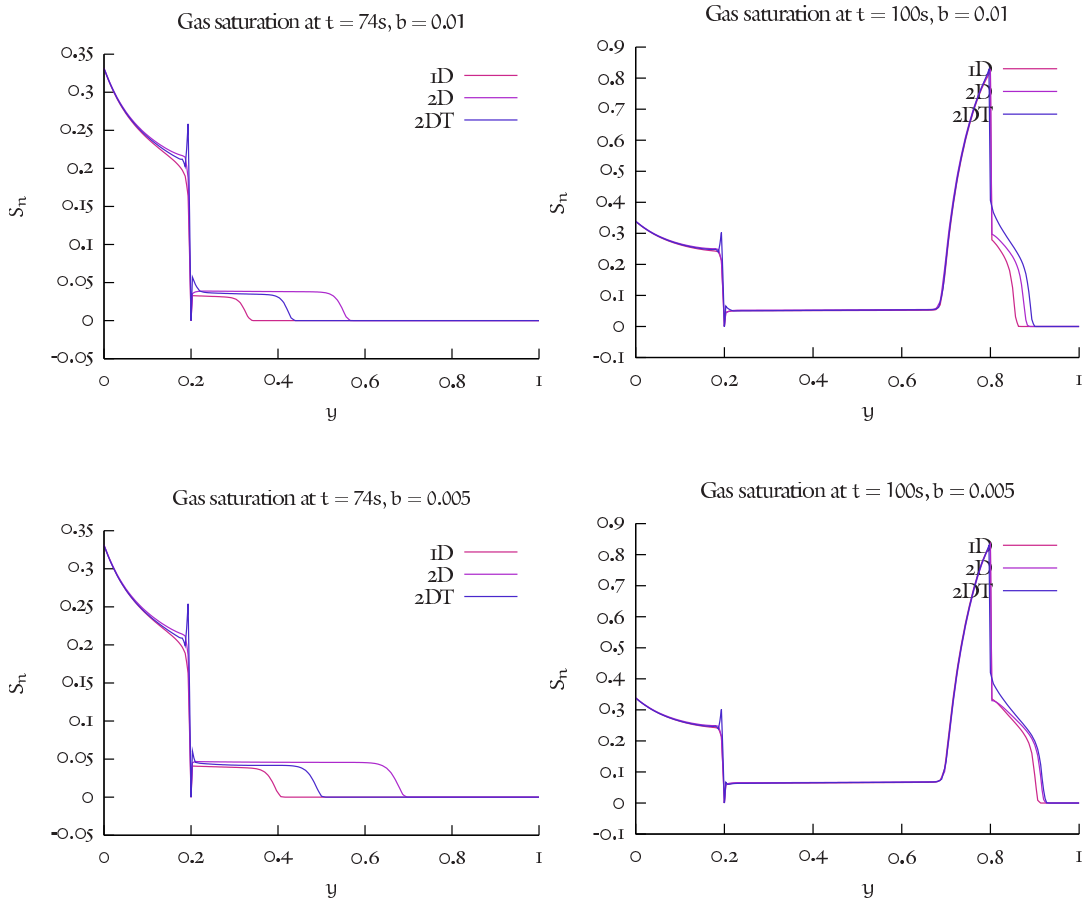 Gas saturation at t = 74s, b = 0.01
0.35
0.3
0.25
0.2
0.15
0.1
0.05
0
-0.05
Sn
1D
2D
2DT
0 0.2 0.4 0.6 0.8 1
y
Gas saturation at t = 100s, b = 0.01
0.9
0.8
0.7
0.6
0.5
0.4
0.3
0.2
0.1
0
-0.1
Sn
1D
2D
2DT
0 0.2 0.4 0.6 0.8 1
y
Gas saturation at t = 74s, b = 0.005
0.35
0.3
0.25
0.2
0.15
0.1
0.05
0
-0.05
Sn
1D
2D
2DT
0 0.2 0.4 0.6 0.8 1
y
Gas saturation at t = 100s, b = 0.005
0.9
0.8
0.7
0.6
0.5
0.4
0.3
0.2
0.1
0
-0.1
Sn
1D
2D
2DT
0 0.2 0.4 0.6 0.8 1
y